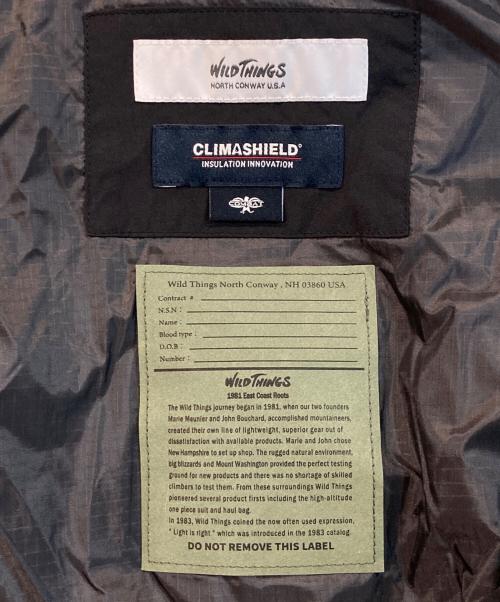 WILDTHINGS
NORTH CONWAY U.S.A
CLIMASHIELD®
INSULATION INNOVATION
COMBAT
Wild Things North Conway , NH 03860 USA
Contract #
N.S.N :
Name :
Blood type :
D.O.B :
Number :
WILDTHINGS
1981 East Coast Roots
The Wild Things journey began in 1981, when our two founders
Marie Meunier and John Bouchard, accomplished mountaineers,
created their own line of lightweight, superior gear out of
dissatisfaction with available products. Marie and John chose
New Hampshire to set up shop. The rugged natural environment,
big blizzards and Mount Washington provided the perfect testing
ground for new products and there was no shortage of skilled
climbers to test them. From these surroundings Wild Things
pioneered several product firsts including the high-altitude
one piece suit and haul bag.
In 1983, Wild Things coined the now often used expression,
" Light is right " which was introduced in the 1983 catalog.
DO NOT REMOVE THIS LABEL